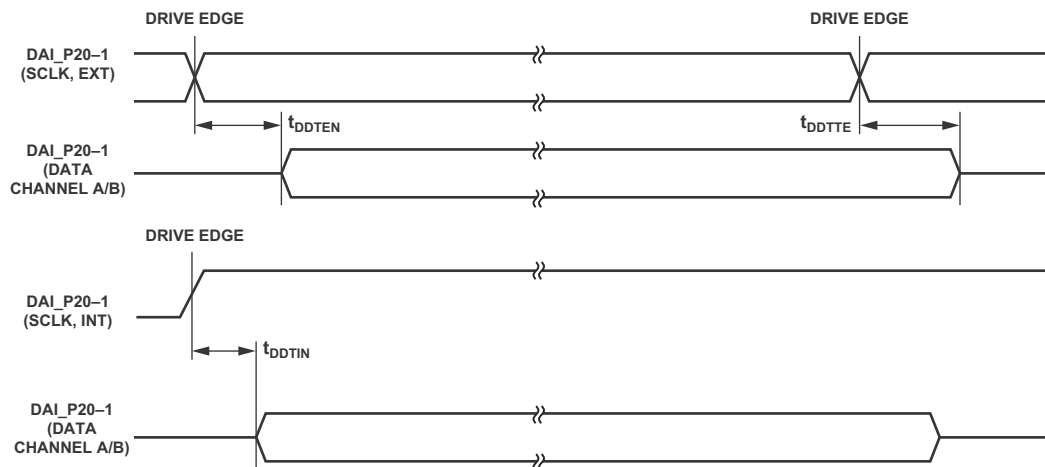 DRIVE EDGE
DRIVE EDGE
DAI_P20–1
(SCLK, EXT)
tDDTEN
tDDTTE
DAI_P20–1
(DATA
CHANNEL A/B)
DRIVE EDGE
DAI_P20–1
(SCLK, INT)
tDDTIN
DAI_P20–1
(DATA
CHANNEL A/B)